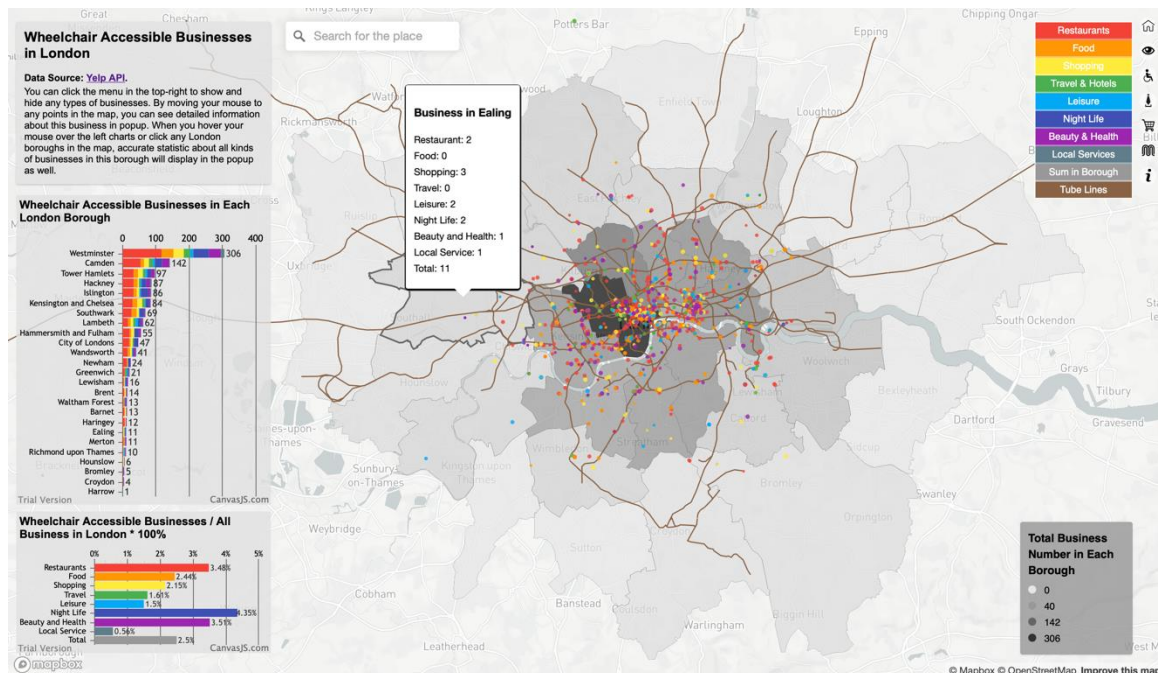 Wheelchair Accessible Businesses
in London
Data Source: Yelp API.
You can click the menu in the top-right to show and
hide any types of businesses. By moving your mouse to
any points in the map, you can see detailed information
about this business in popup. When you hover your
mouse over the left charts or click any London
boroughs in the map, accurate statistic about all kinds
of businesses in this borough will display in the popup
as well.
Wheelchair Accessible Businesses in Each
London Borough
0 100 200 300 400
Westminster 306
Camden 142
Tower Hamlets 97
Hackney 87
Islington 86
Kensington and Chelsea 84
Southwark 69
Lambeth 62
Hammersmith and Fulham 55
City of Londons 47
Wandsworth 41
Newham 24
Greenwich 21
Lewisham 16
Brent 14
Waltham Forest 13
Barnet 13
Haringey 12
Ealing 11
Merton 11
Richmond upon Thames 10
Hounslow 6
Bromley 5
Croydon 4
Harrow 1
Trial Version CanvasJS.com
Wheelchair Accessible Businesses / All
Business in London * 100%
0% 1% 2% 3% 4% 5%
Restaurants 3.48%
Food 2.44%
Shopping 2.15%
Travel 1.61%
Leisure 1.5%
Night Life 4.35%
Beauty and Health 3.51%
Local Service 0.56%
Total 2.5%
Trial Version CanvasJS.com
mapbox
Search for the place
Business in Ealing
Restaurant: 2
Food: 0
Shopping: 3
Travel: 0
Leisure: 2
Night Life: 2
Beauty and Health: 1
Local Service: 1
Total: 11
Potters Bar
Epping
Chipping Ongar
Enfield Town
Loughton
Rickmansworth
Ruislip
Uxbridge
Hounslow
Woolwich
Bexleyheath
South Ockendon
Grays
Tilbury
Dartford
Gravesend
Sidcup
Catford
Streatham
Kingston upon
Thames
Sunbury
on-Thames
Bromley
Swanley
Orpington
Weybridge
Sutton
Cobham
Banstead
Coulsdon
Biggin Hill
Warlingham
Leatherhead
Restaurants
Food
Shopping
Travel & Hotels
Leisure
Night Life
Beauty & Health
Local Services
Sum in Borough
Tube Lines
Total Business
Number in Each
Borough
0
40
142
306
© Mapbox © OpenStreetMap Improve this map